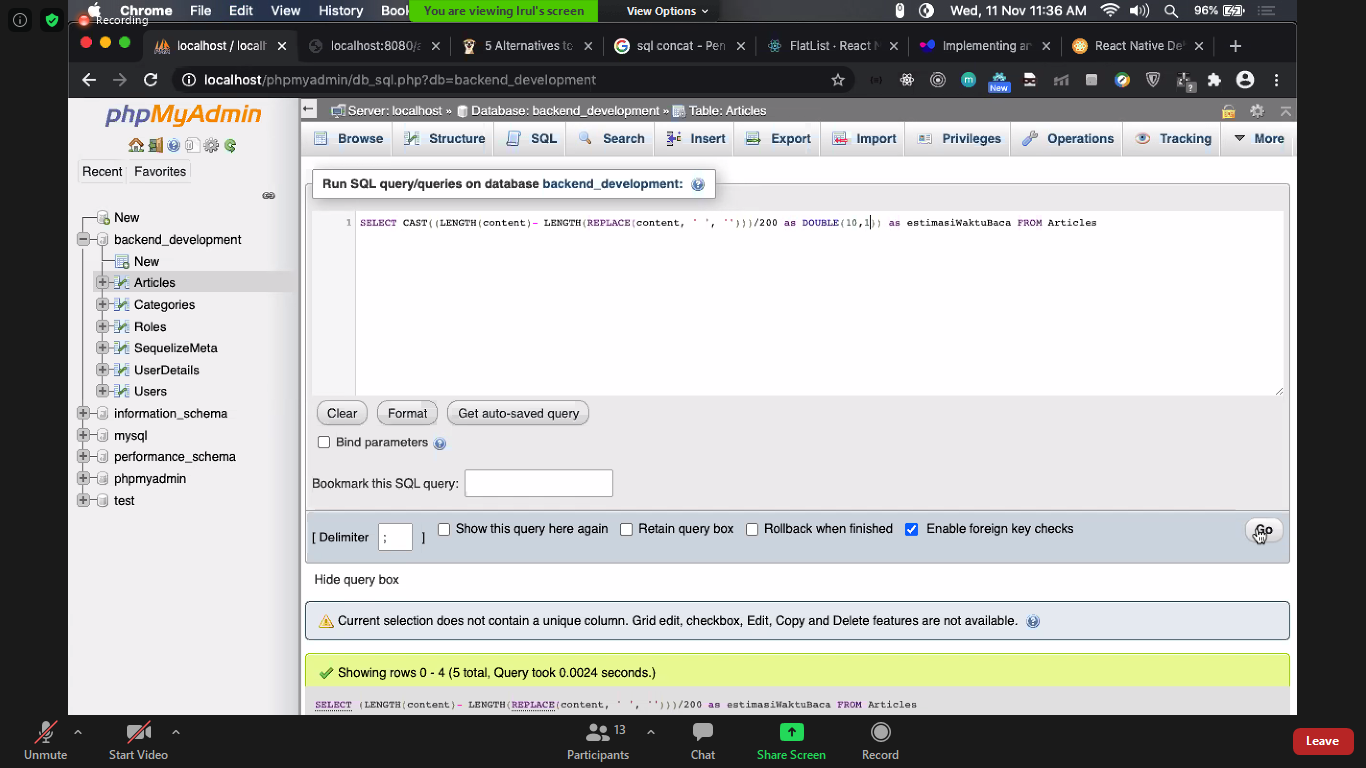 Chrome File Edit View History Bool You are viewing Irul's screen View Options Wed, 11 Nov 11:36 AM 96%
Recording
localhost / localh localhost:8080/a 5 Alternatives to sql concat - Pen FlatList · React N Implementing an React Native De
localhost/phpmyadmin/db_sql.php?db=backend_development New
phpMyAdmin
Recent Favorites
New
backend_development
New
Articles
Categories
Roles
SequelizeMeta
UserDetails
Users
information_schema
mysql
performance_schema
phpmyadmin
test
Server: localhost » Database: backend_development » Table: Articles
Browse Structure SQL Search Insert Export Import Privileges Operations Tracking More
Run SQL query/queries on database backend_development:
1 SELECT CAST((LENGTH(content)- LENGTH(REPLACE(content, ' ', '')))/200 as DOUBLE(10,1)) as estimasiWaktuBaca FROM Articles
Clear Format Get auto-saved query
Bind parameters
Bookmark this SQL query:
[ Delimiter ; ] Show this query here again Retain query box Rollback when finished Enable foreign key checks Go
Hide query box
Current selection does not contain a unique column. Grid edit, checkbox, Edit, Copy and Delete features are not available.
Showing rows 0 - 4 (5 total, Query took 0.0024 seconds.)
SELECT (LENGTH(content)- LENGTH(REPLACE(content, ' ', '')))/200 as estimasiWaktuBaca FROM Articles
Unmute Start Video Participants 13 Chat Share Screen Record Leave